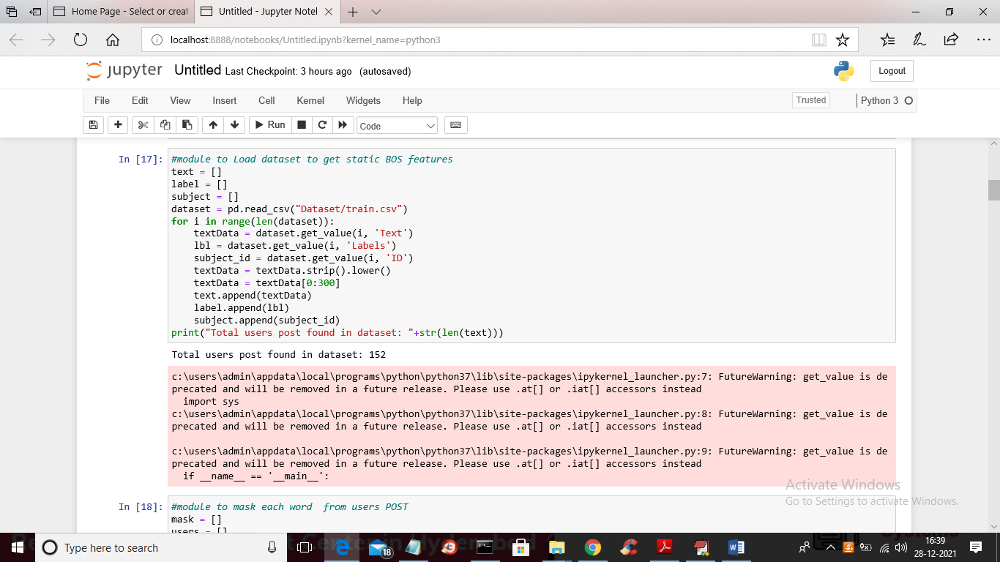 Home Page - Select or creat
Untitled - Jupyter Notel
localhost:8888/notebooks/Untitled.ipynb?kernel_name=python3
jupyter Untitled Last Checkpoint: 3 hours ago (autosaved)
Logout
File Edit View Insert Cell Kernel Widgets Help
Trusted Python 3
Run Code
In [17]: #module to Load dataset to get static BOS features
text = []
label = []
subject = []
dataset = pd.read_csv("Dataset/train.csv")
for i in range(len(dataset)):
    textData = dataset.get_value(i, 'Text')
    lbl = dataset.get_value(i, 'Labels')
    subject_id = dataset.get_value(i, 'ID')
    textData = textData.strip().lower()
    textData = textData[0:300]
    text.append(textData)
    label.append(lbl)
    subject.append(subject_id)
print("Total users post found in dataset: "+str(len(text)))
Total users post found in dataset: 152
c:\users\admin\appdata\local\programs\python\python37\lib\site-packages\ipykernel_launcher.py:7: FutureWarning: get_value is de
precated and will be removed in a future release. Please use .at[] or .iat[] accessors instead
  import sys
c:\users\admin\appdata\local\programs\python\python37\lib\site-packages\ipykernel_launcher.py:8: FutureWarning: get_value is de
precated and will be removed in a future release. Please use .at[] or .iat[] accessors instead
c:\users\admin\appdata\local\programs\python\python37\lib\site-packages\ipykernel_launcher.py:9: FutureWarning: get_value is de
precated and will be removed in a future release. Please use .at[] or .iat[] accessors instead
  if __name__ == '__main__':
Activate Windows
Go to Settings to activate Windows.
In [18]: #module to mask each word  from users POST
mask = []
users = []
Type here to search
18
16:39
28-12-2021